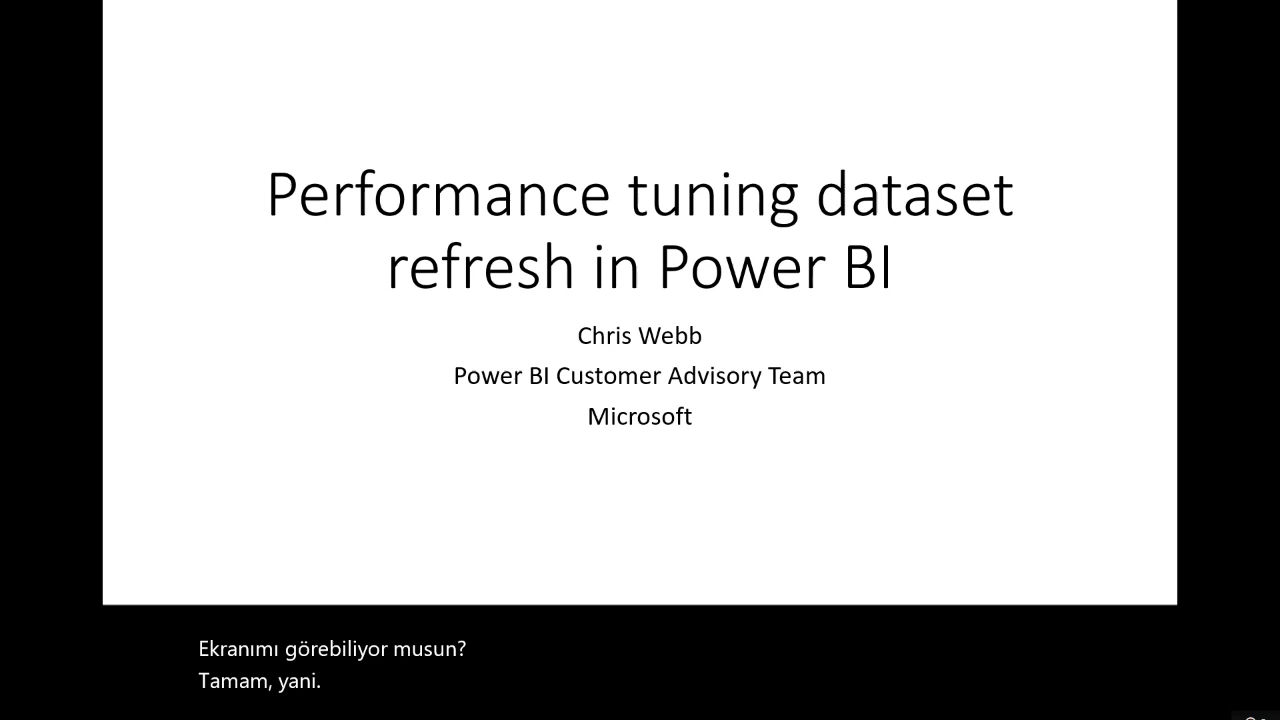 Performance tuning dataset
refresh in Power BI
Chris Webb
Power BI Customer Advisory Team
Microsoft
Ekranımı görebiliyor musun?
Tamam, yani.